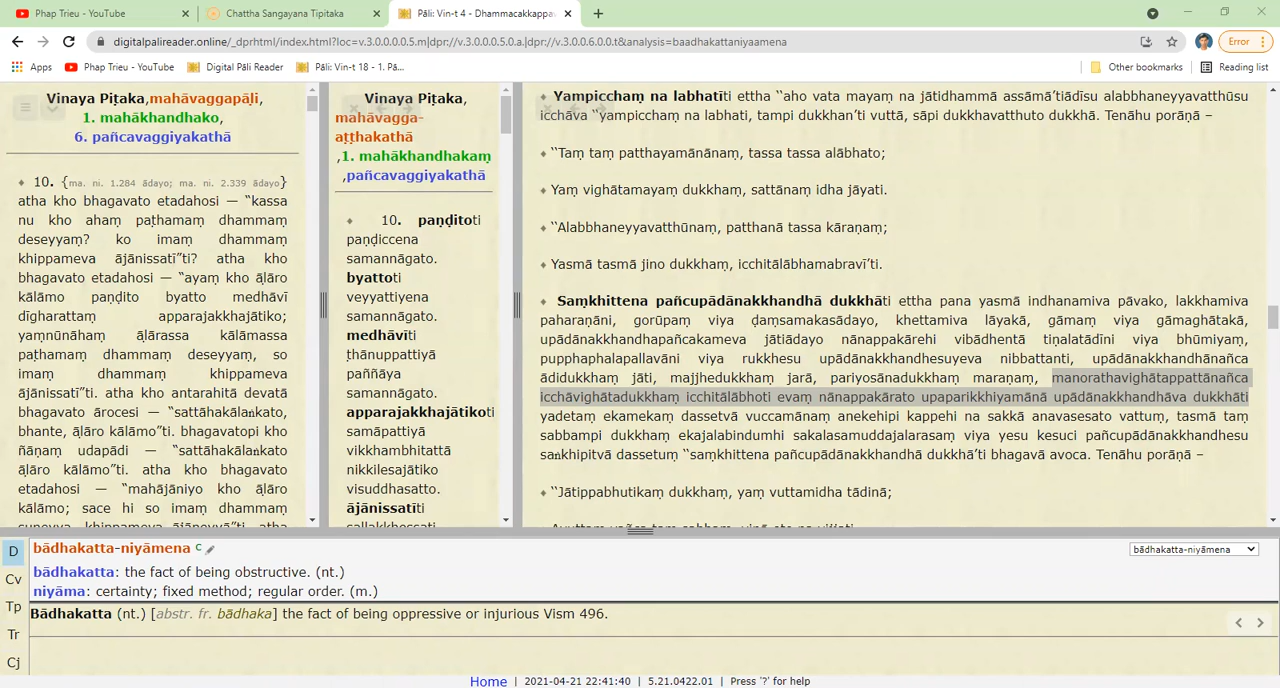 Phap Trieu - YouTube
Chattha Sangayana Tipitaka
Pāli: Vin-t 4 - Dhammacakkappav
digitalpalireader.online/_dprhtml/index.html?loc=v.3.0.0.0.0.5.m|dpr://v.3.0.0.0.5.0.a.|dpr://v.3.0.0.6.0.0.t&analysis=baadhakattaniyaamena
Error
Apps
Phap Trieu - YouTube
Digital Pāli Reader
Pāli: Vin-t 18 - 1. Pā...
Other bookmarks
Reading list
Vinaya Piṭaka,mahāvaggapāḷi,
1. mahākhandhako,
6. pañcavaggiyakathā
♦ 10. {ma. ni. 1.284 ādayo; ma. ni. 2.339 ādayo}
atha kho bhagavato etadahosi — “kassa
nu kho ahaṃ paṭhamaṃ dhammaṃ
deseyyaṃ? ko imaṃ dhammaṃ
khippameva ājānissatī”ti? atha kho
bhagavato etadahosi — “ayaṃ kho āḷāro
kālāmo paṇḍito byatto medhāvī
dīgharattaṃ apparajakkhajātiko;
yaṃnūnāhaṃ āḷārassa kālāmassa
paṭhamaṃ dhammaṃ deseyyaṃ, so
imaṃ dhammaṃ khippameva
ājānissatī”ti. atha kho antarahitā devatā
bhagavato ārocesi — “sattāhakālaṅkato,
bhante, āḷāro kālāmo”ti. bhagavatopi kho
ñāṇaṃ udapādi — “sattāhakālaṅkato
āḷāro kālāmo”ti. atha kho bhagavato
etadahosi — “mahājāniyo kho āḷāro
kālāmo; sace hi so imaṃ dhammaṃ
suṇeyya khippameva ājāneyyā”ti. atha
Vinaya Piṭaka,
mahāvagga-
aṭṭhakathā
,1. mahākhandhakaṃ
,pañcavaggiyakathā
♦ 10. paṇḍitoti
paṇḍiccena
samannāgato.
byattoti
veyyattiyena
samannāgato.
medhāvīti
ṭhānuppattiyā
paññāya
samannāgato.
apparajakkhajātikoti
samāpattiyā
vikkhambhitattā
nikkilesajātiko
visuddhasatto.
ājānissatīti
sallakkhessati
Yampicchaṃ na labhatīti ettha ‘‘aho vata mayaṃ na jātidhammā assāmā’tiādīsu alabbhaneyyavatthūsu
icchāva ‘‘yampicchaṃ na labhati, tampi dukkhan’ti vuttā, sāpi dukkhavatthuto dukkhā. Tenāhu porāṇā –
♦ ‘‘Taṃ taṃ patthayamānānaṃ, tassa tassa alābhato;
♦ Yaṃ vighātamayaṃ dukkhaṃ, sattānaṃ idha jāyati.
♦ ‘‘Alabbhaneyyavatthūnaṃ, patthanā tassa kāraṇaṃ;
♦ Yasmā tasmā jino dukkhaṃ, icchitālābhamabravī’ti.
♦ Saṃkhittena pañcupādānakkhandhā dukkhāti ettha pana yasmā indhanamiva pāvako, lakkhamiva
paharaṇāni, gorūpaṃ viya ḍaṃsamakasādayo, khettamiva lāyakā, gāmaṃ viya gāmaghātakā,
upādānakkhandhapañcakameva jātiādayo nānappakārehi vibādhentā tiṇalatādīni viya bhūmiyaṃ,
pupphaphalapallavāni viya rukkhesu upādānakkhandhesuyeva nibbattanti, upādānakkhandhānañca
ādidukkhaṃ jāti, majjhedukkhaṃ jarā, pariyosānadukkhaṃ maraṇaṃ, manorathavighātappattānañca
icchāvighātadukkhaṃ icchitālābhoti evaṃ nānappakārato upaparikkhiyamānā upādānakkhandhāva dukkhāti
yadetaṃ ekamekaṃ dassetvā vuccamānaṃ anekehipi kappehi na sakkā anavasesato vattuṃ, tasmā taṃ
sabbampi dukkhaṃ ekajalabindumhi sakalasamuddajalarasaṃ viya yesu kesuci pañcupādānakkhandhesu
saṅkhipitvā dassetuṃ ‘‘saṃkhittena pañcupādānakkhandhā dukkhā’ti bhagavā avoca. Tenāhu porāṇā –
♦ ‘‘Jātippabhutikaṃ dukkhaṃ, yaṃ vuttamidha tādinā;
D
Cv
Tp
Tr
Cj
bādhakatta-niyāmena c
bādhakatta-niyāmena
bādhakatta: the fact of being obstructive. (nt.)
niyāma: certainty; fixed method; regular order. (m.)
Bādhakatta (nt.) [abstr. fr. bādhaka] the fact of being oppressive or injurious Vism 496.
Home | 2021-04-21 22:41:40 | 5.21.0422.01 | Press '?' for help